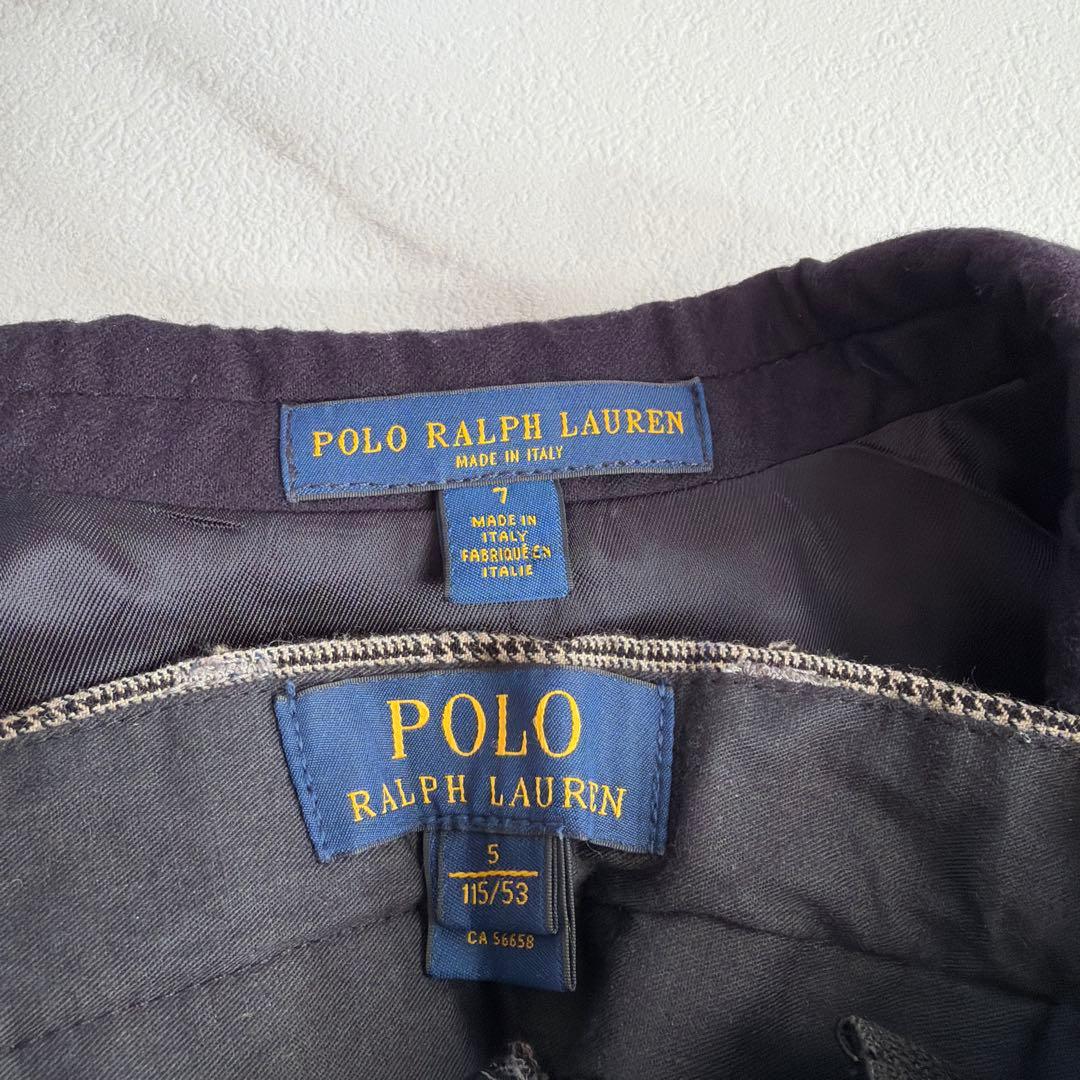 POLO RALPH LAUREN
MADE IN ITALY
7
MADE IN
ITALY
FABRIQUÉ EN
ITALIE
POLO
RALPH LAUREN
5
115/53
CA 56658